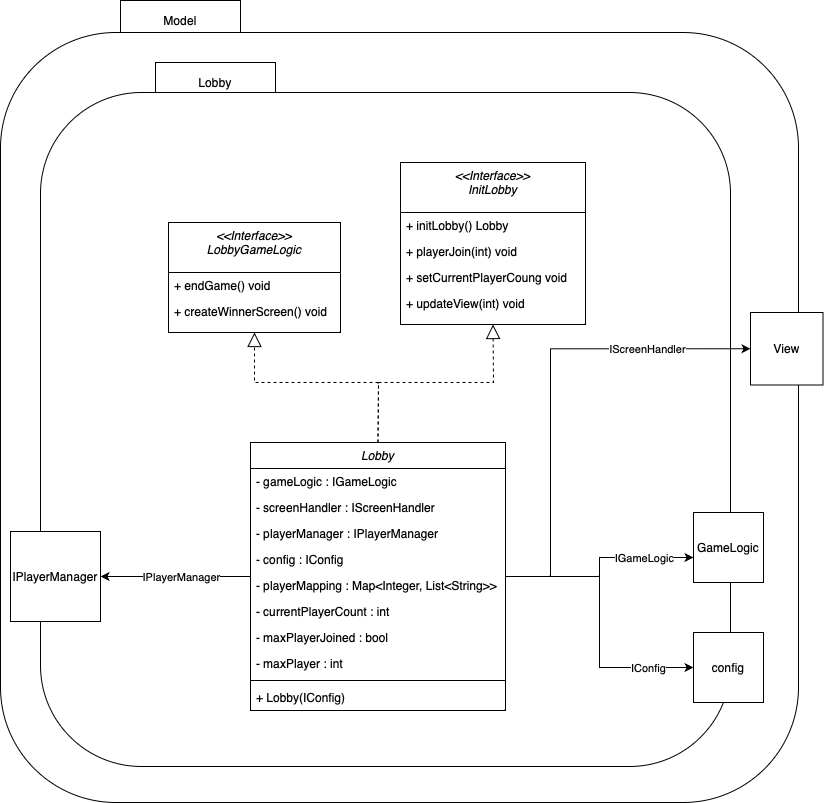 Model
Lobby
<<Interface>>
InitLobby
+ initLobby() Lobby
+ playerJoin(int) void
+ setCurrentPlayerCoung void
+ updateView(int) void
<<Interface>>
LobbyGameLogic
+ endGame() void
+ createWinnerScreen() void
IScreenHandler
View
Lobby
- gameLogic : IGameLogic
- screenHandler : IScreenHandler
- playerManager : IPlayerManager
- config : IConfig
- playerMapping : Map<Integer, List<String>>
- currentPlayerCount : int
- maxPlayerJoined : bool
- maxPlayer : int
+ Lobby(IConfig)
IPlayerManager
IPlayerManager
IGameLogic
GameLogic
IConfig
config